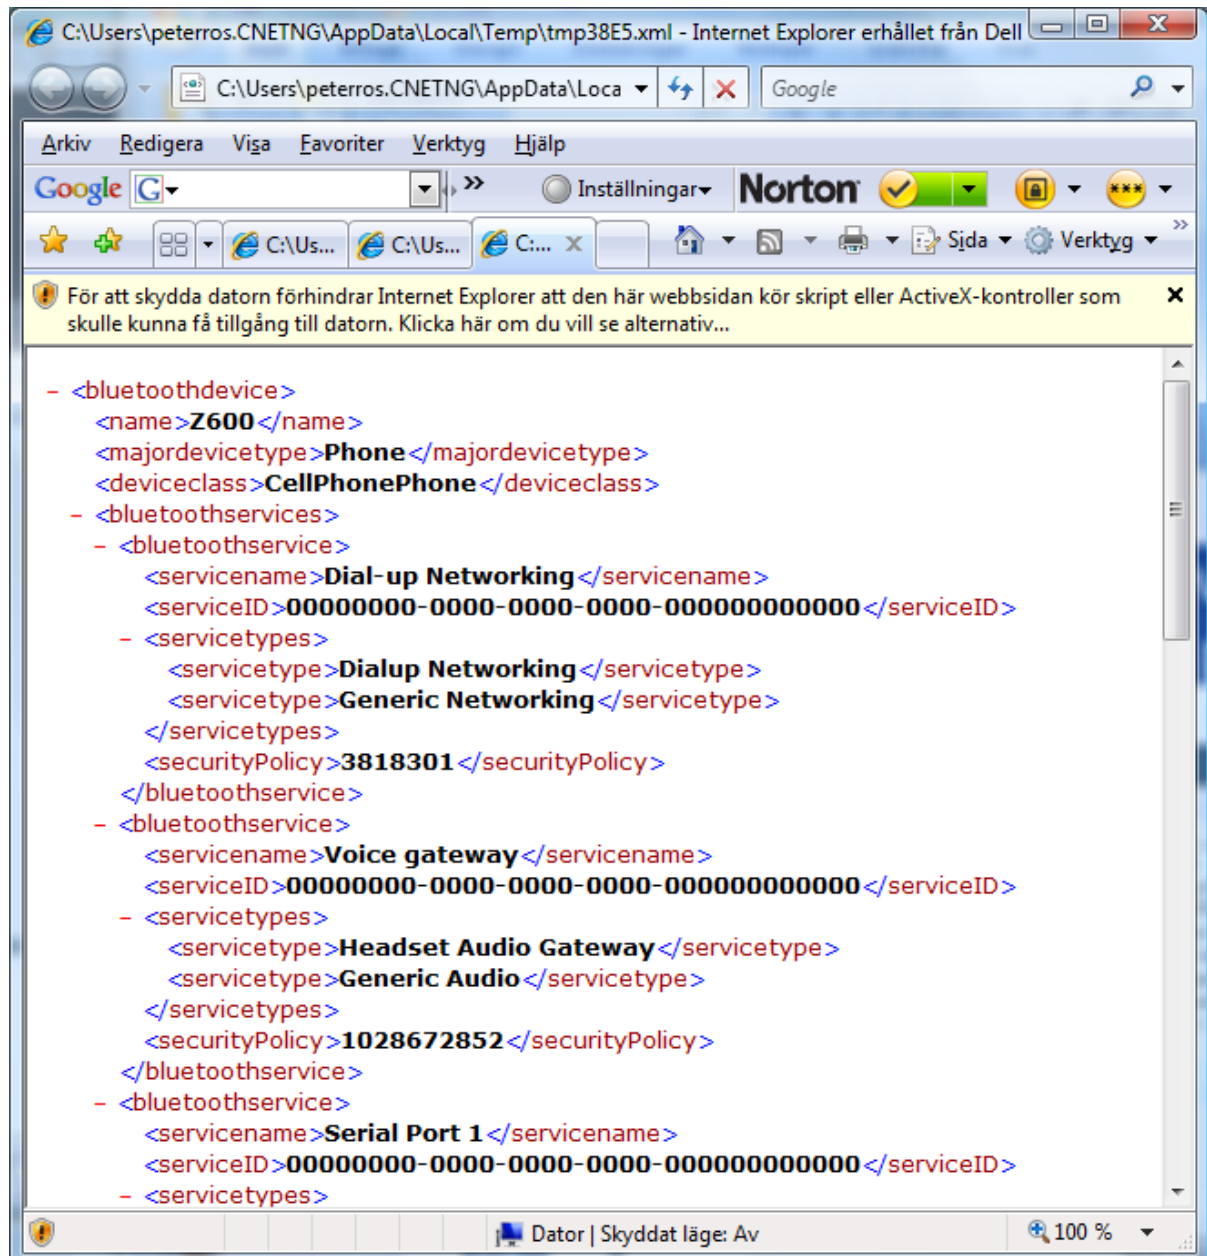 C:\Users\peterros.CNETNG\AppData\Local\Temp\tmp38E5.xml - Internet Explorer erhållet från Dell
C:\Users\peterros.CNETNG\AppData\Loca
Google
Arkiv Redigera Visa Favoriter Verktyg Hjälp
Google G Inställningar Norton
C:\Us... C:\Us... C:... Sida Verktyg
För att skydda datorn förhindrar Internet Explorer att den här webbsidan kör skript eller ActiveX-kontroller som
skulle kunna få tillgång till datorn. Klicka här om du vill se alternativ...
- <bluetoothdevice>
<name>Z600</name>
<majordevicetype>Phone</majordevicetype>
<deviceclass>CellPhonePhone</deviceclass>
- <bluetoothservices>
- <bluetoothservice>
<servicename>Dial-up Networking</servicename>
<serviceID>00000000-0000-0000-0000-000000000000</serviceID>
- <servicetypes>
<servicetype>Dialup Networking</servicetype>
<servicetype>Generic Networking</servicetype>
</servicetypes>
<securityPolicy>3818301</securityPolicy>
</bluetoothservice>
- <bluetoothservice>
<servicename>Voice gateway</servicename>
<serviceID>00000000-0000-0000-0000-000000000000</serviceID>
- <servicetypes>
<servicetype>Headset Audio Gateway</servicetype>
<servicetype>Generic Audio</servicetype>
</servicetypes>
<securityPolicy>1028672852</securityPolicy>
</bluetoothservice>
- <bluetoothservice>
<servicename>Serial Port 1</servicename>
<serviceID>00000000-0000-0000-0000-000000000000</serviceID>
- <servicetypes>
Dator | Skyddat läge: Av 100 %